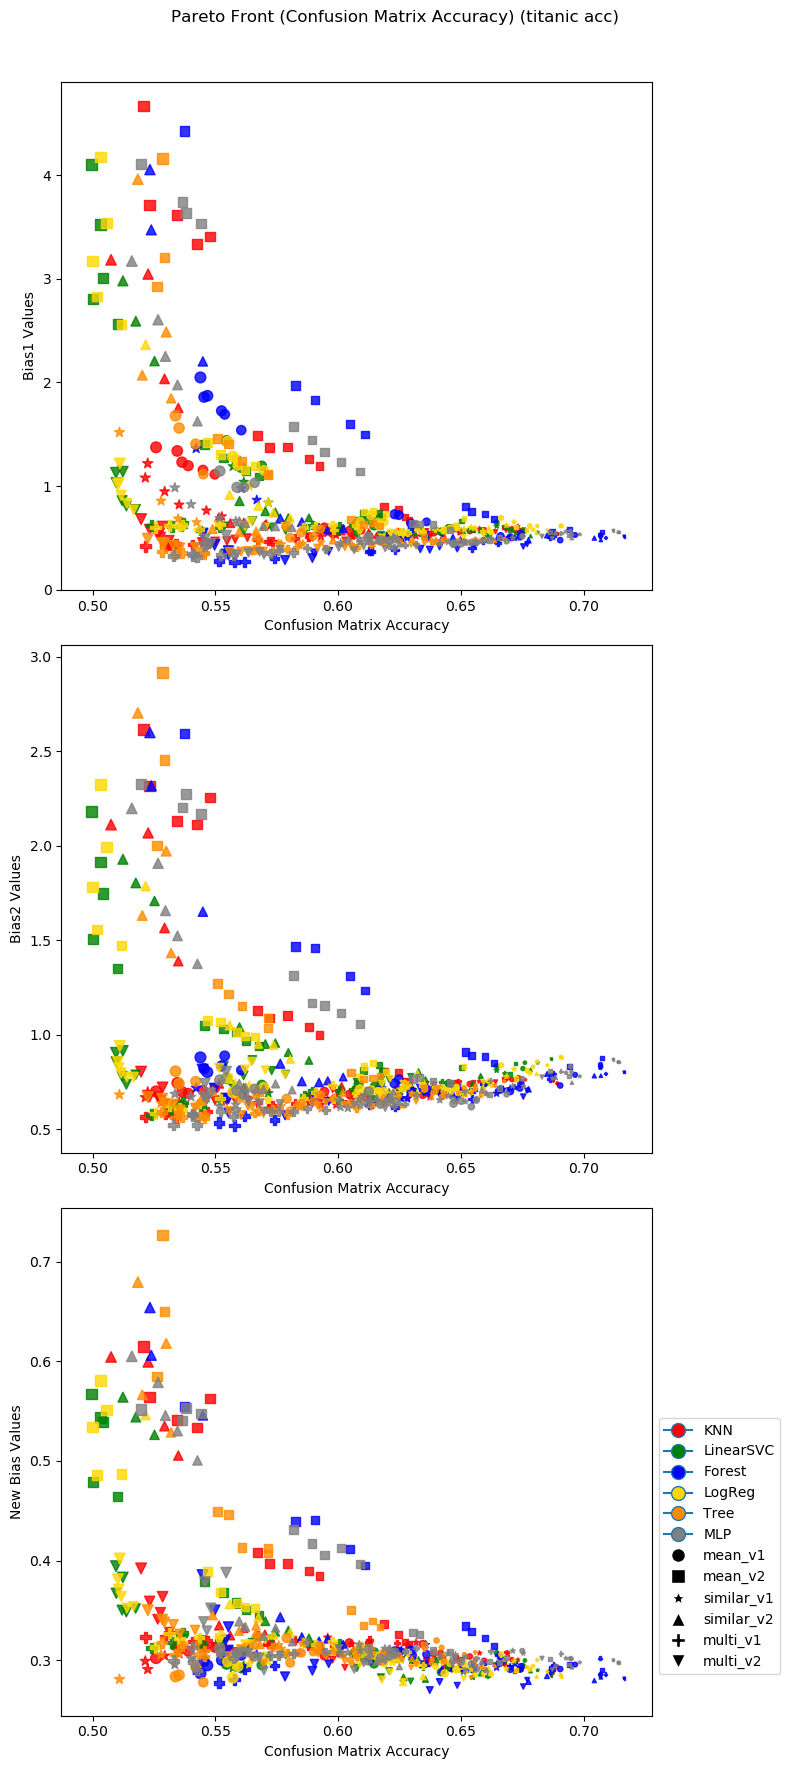 Pareto Front (Confusion Matrix Accuracy) (titanic acc)
4
3
2
1
0
Bias1 Values
0.50 0.55 0.60 0.65 0.70
Confusion Matrix Accuracy
3.0
2.5
2.0
1.5
1.0
0.5
Bias2 Values
0.50 0.55 0.60 0.65 0.70
Confusion Matrix Accuracy
0.7
0.6
0.5
0.4
0.3
New Bias Values
0.50 0.55 0.60 0.65 0.70
Confusion Matrix Accuracy
KNN
LinearSVC
Forest
LogReg
Tree
MLP
mean_v1
mean_v2
similar_v1
similar_v2
multi_v1
multi_v2